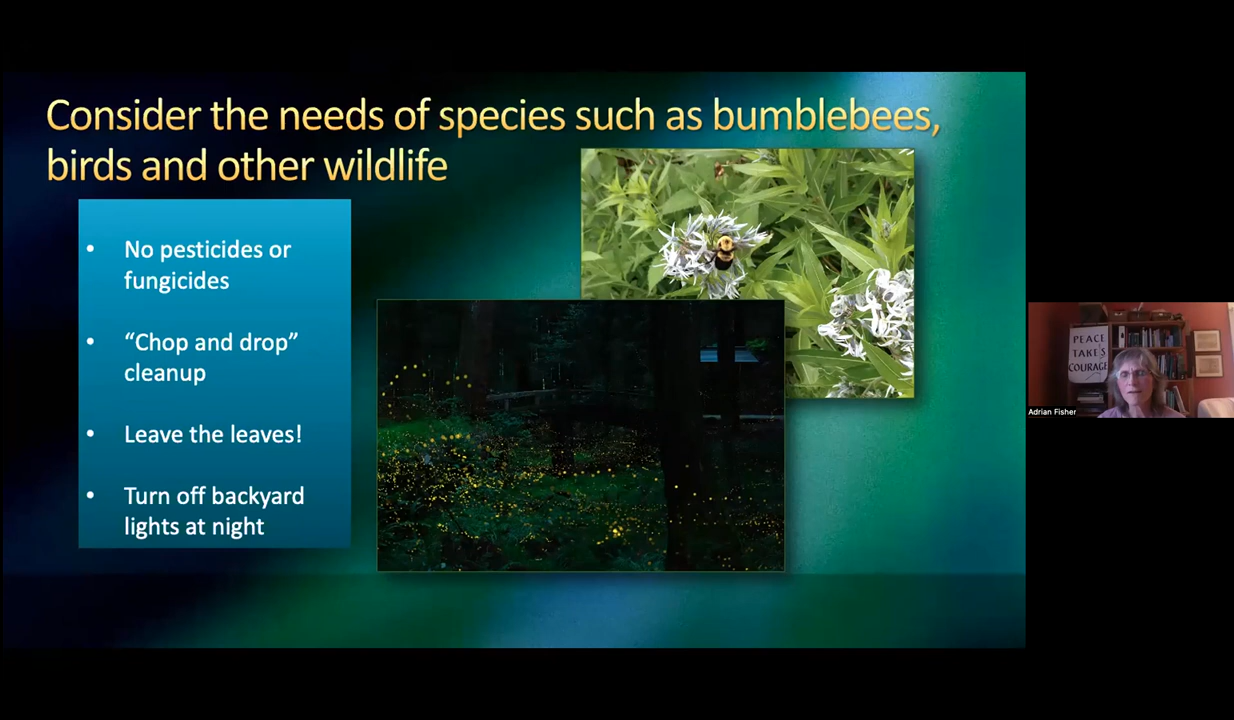 Consider the needs of species such as bumblebees,
birds and other wildlife
• No pesticides or
fungicides
• “Chop and drop”
cleanup
• Leave the leaves!
• Turn off backyard
lights at night
PEACE
TAKES
COURAGE
Adrian Fisher